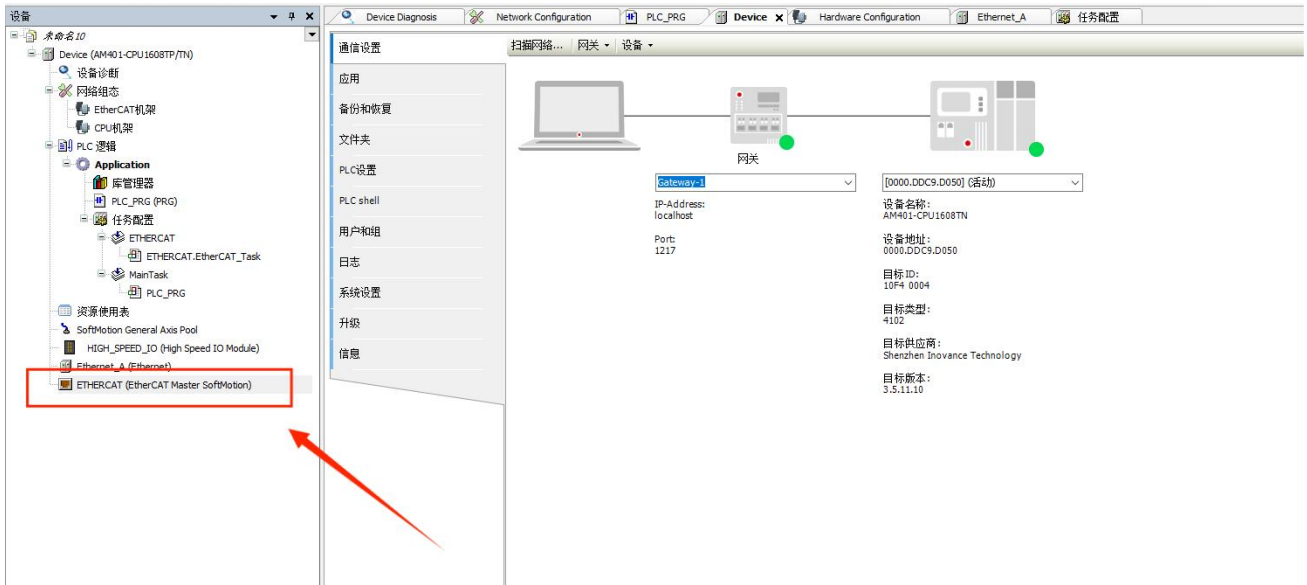 设备
未命名10
Device (AM401-CPU1608TP/TN)
设备诊断
网络组态
EtherCAT机架
CPU机架
PLC 逻辑
Application
库管理器
PLC_PRG (PRG)
任务配置
ETHERCAT
ETHERCAT.EtherCAT_Task
MainTask
PLC_PRG
资源使用表
SoftMotion General Axis Pool
HIGH_SPEED_IO (High Speed IO Module)
Ethernet_A (Ethernet)
ETHERCAT (EtherCAT Master SoftMotion)
Device Diagnosis
Network Configuration
PLC_PRG
Device
Hardware Configuration
Ethernet_A
任务配置
通信设置
应用
备份和恢复
文件夹
PLC设置
PLC shell
用户和组
日志
系统设置
升级
信息
扫描网络... 网关 设备
网关
Gateway-1
IP-Address:
localhost
Port:
1217
[0000.DDC9.D050] (活动)
设备名称:
AM401-CPU1608TN
设备地址:
0000.DDC9.D050
目标ID:
10F4 0004
目标类型:
4102
目标供应商:
Shenzhen Inovance Technology
目标版本:
3.5.11.10